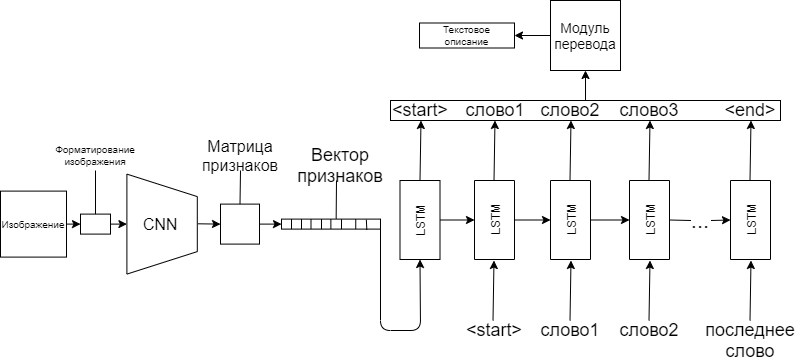 Текстовое
описание
Модуль
перевода
<start> слово1 слово2 слово3 <end>
Форматирование
изображения
Матрица
признаков
Вектор
признаков
Изображение
CNN
LSTM
LSTM
LSTM
LSTM
...
LSTM
<start> слово1 слово2 последнее
слово